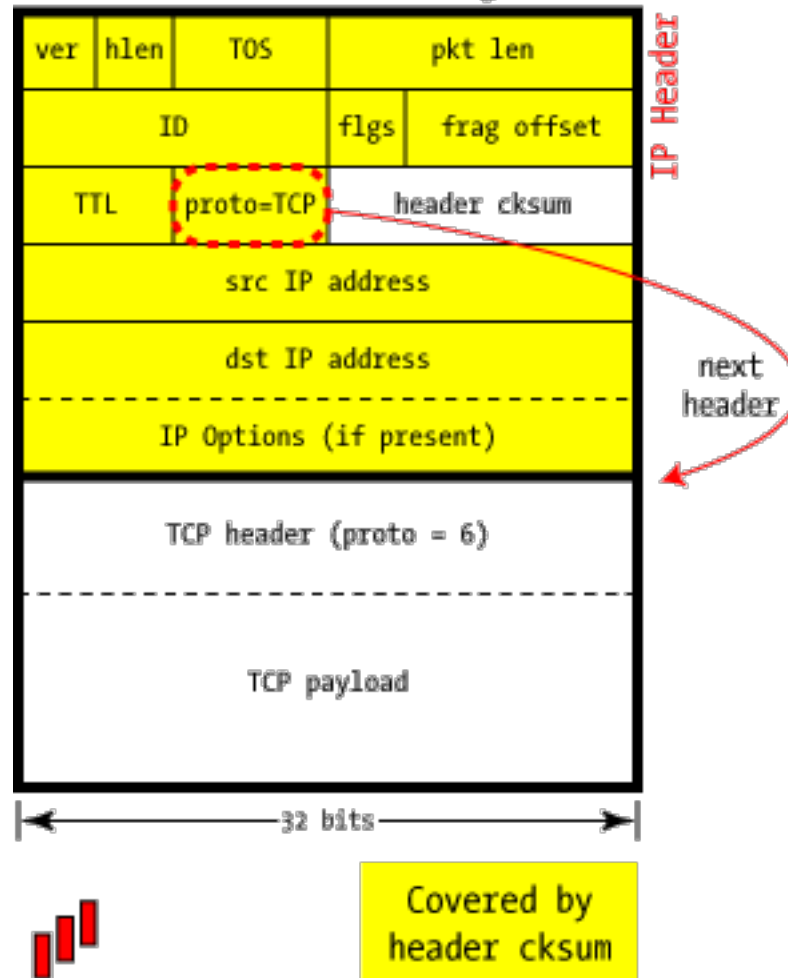 ver hlen TOS pkt len
IP Header
ID flgs frag offset
TTL proto=TCP header cksum
src IP address
dst IP address
next
header
IP Options (if present)
TCP header (proto = 6)
TCP payload
32 bits
Covered by
header cksum